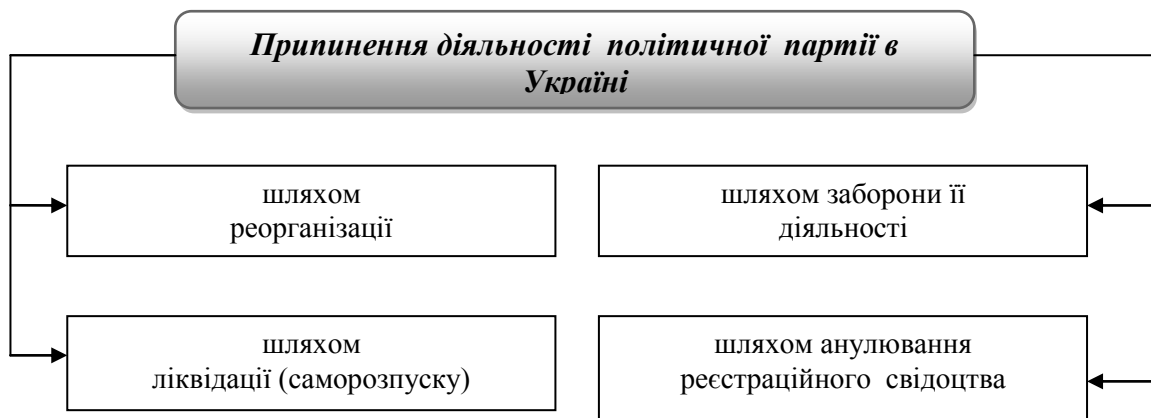 Припинення діяльності політичної партії в
Україні
шляхом
реорганізації
шляхом заборони її
діяльності
шляхом
ліквідації (саморозпуску)
шляхом анулювання
реєстраційного свідоцтва